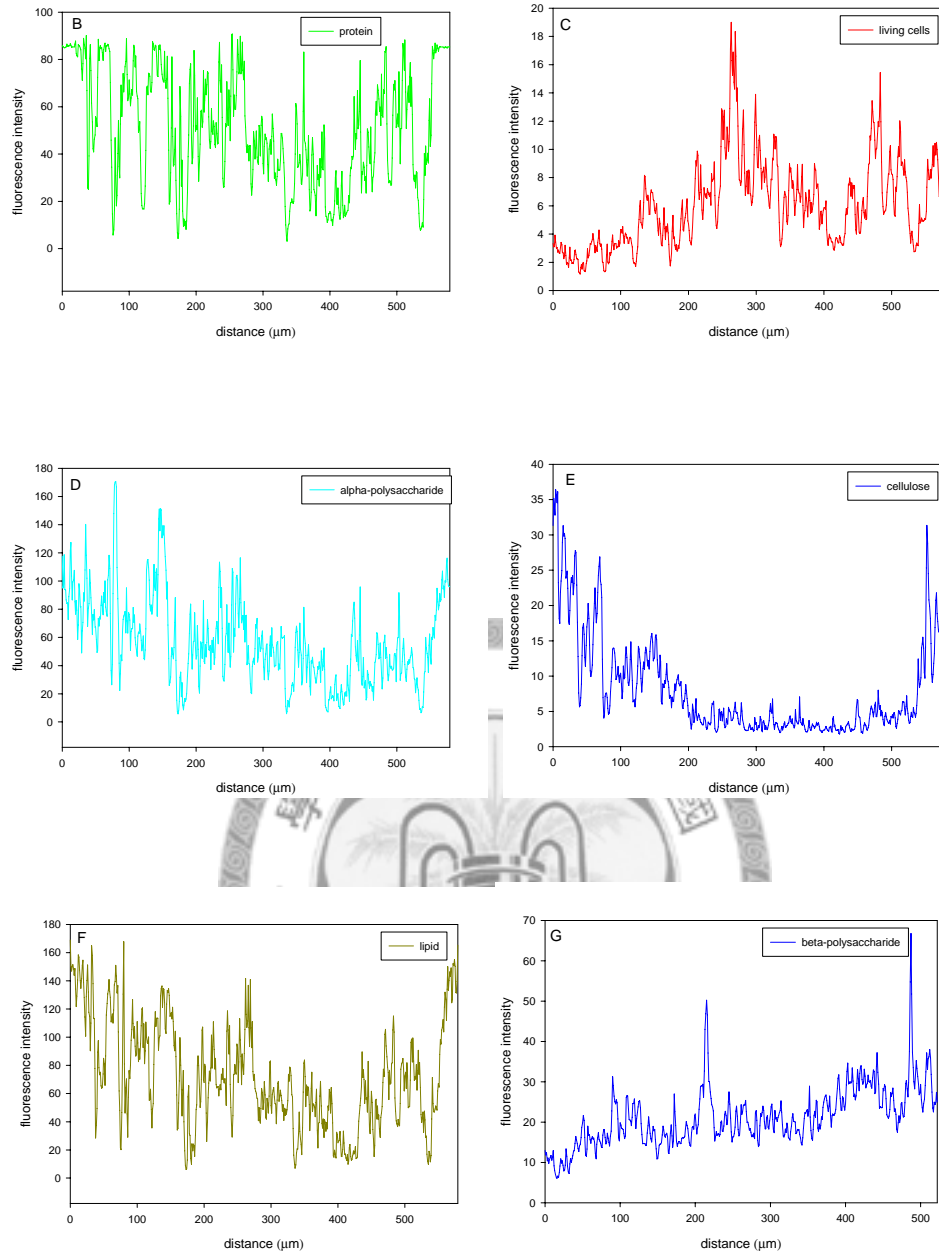 B
protein
100
80
60
40
20
0
fluorescence intensity
0 100 200 300 400 500
distance (µm)
C
living cells
20
18
16
14
12
10
8
6
4
2
0
fluorescence intensity
0 100 200 300 400 500
distance (µm)
D
alpha-polysaccharide
180
160
140
120
100
80
60
40
20
0
fluorescence intensity
0 100 200 300 400 500
distance (µm)
E
cellulose
40
35
30
25
20
15
10
5
0
fluorescence intensity
0 100 200 300 400 500
distance (µm)
F
lipid
180
160
140
120
100
80
60
40
20
0
fluorescence intensity
0 100 200 300 400 500
distance (µm)
G
beta-polysaccharide
70
60
50
40
30
20
10
0
fluorescence intensity
0 100 200 300 400 500
distance (µm)